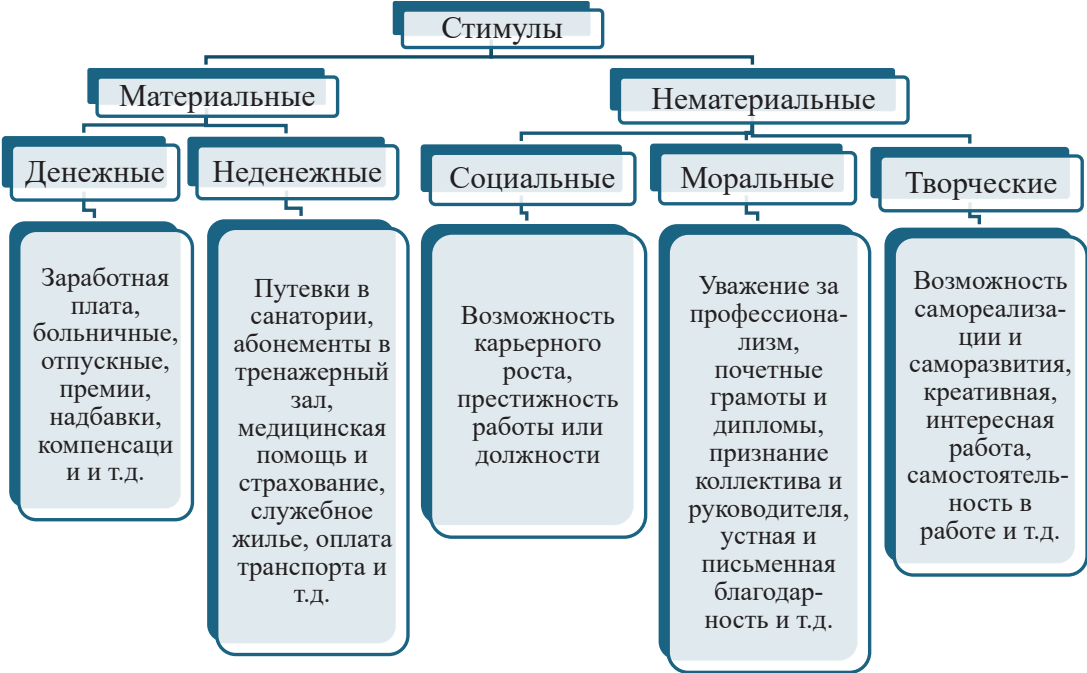 Стимулы
Материальные
Нематериальные
Денежные
Неденежные
Социальные
Моральные
Творческие
Заработная
плата,
больничные,
отпускные,
премии,
надбавки,
компенсаци
и и т.д.
Путевки в
санатории,
абонементы в
тренажерный
зал,
медицинская
помощь и
страхование,
служебное
жилье, оплата
транспорта и
т.д.
Возможность
карьерного
роста,
престижность
работы или
должности
Уважение за
профессиона-
лизм,
почетные
грамоты и
дипломы,
признание
коллектива и
руководителя,
устная и
письменная
благодар-
ность и т.д.
Возможность
самореализа-
ции и
саморазвития,
креативная,
интересная
работа,
самостоятель-
ность в
работе и т.д.